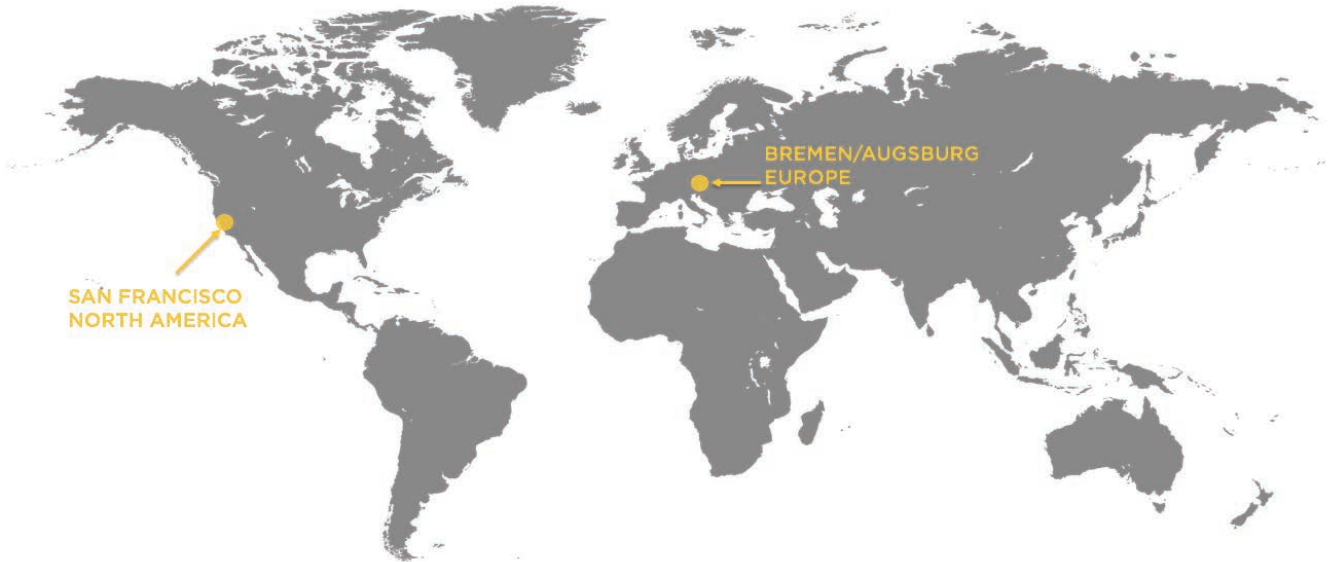 BREMEN/AUGSBURG
EUROPE
SAN FRANCISCO
NORTH AMERICA